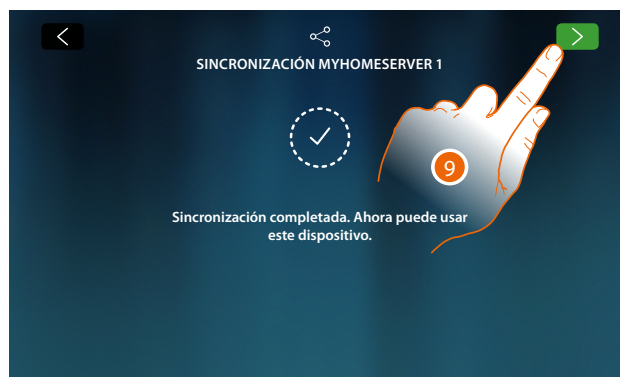 SINCRONIZACIÓN MYHOMESERVER 1
9
Sincronización completada. Ahora puede usar
este dispositivo.